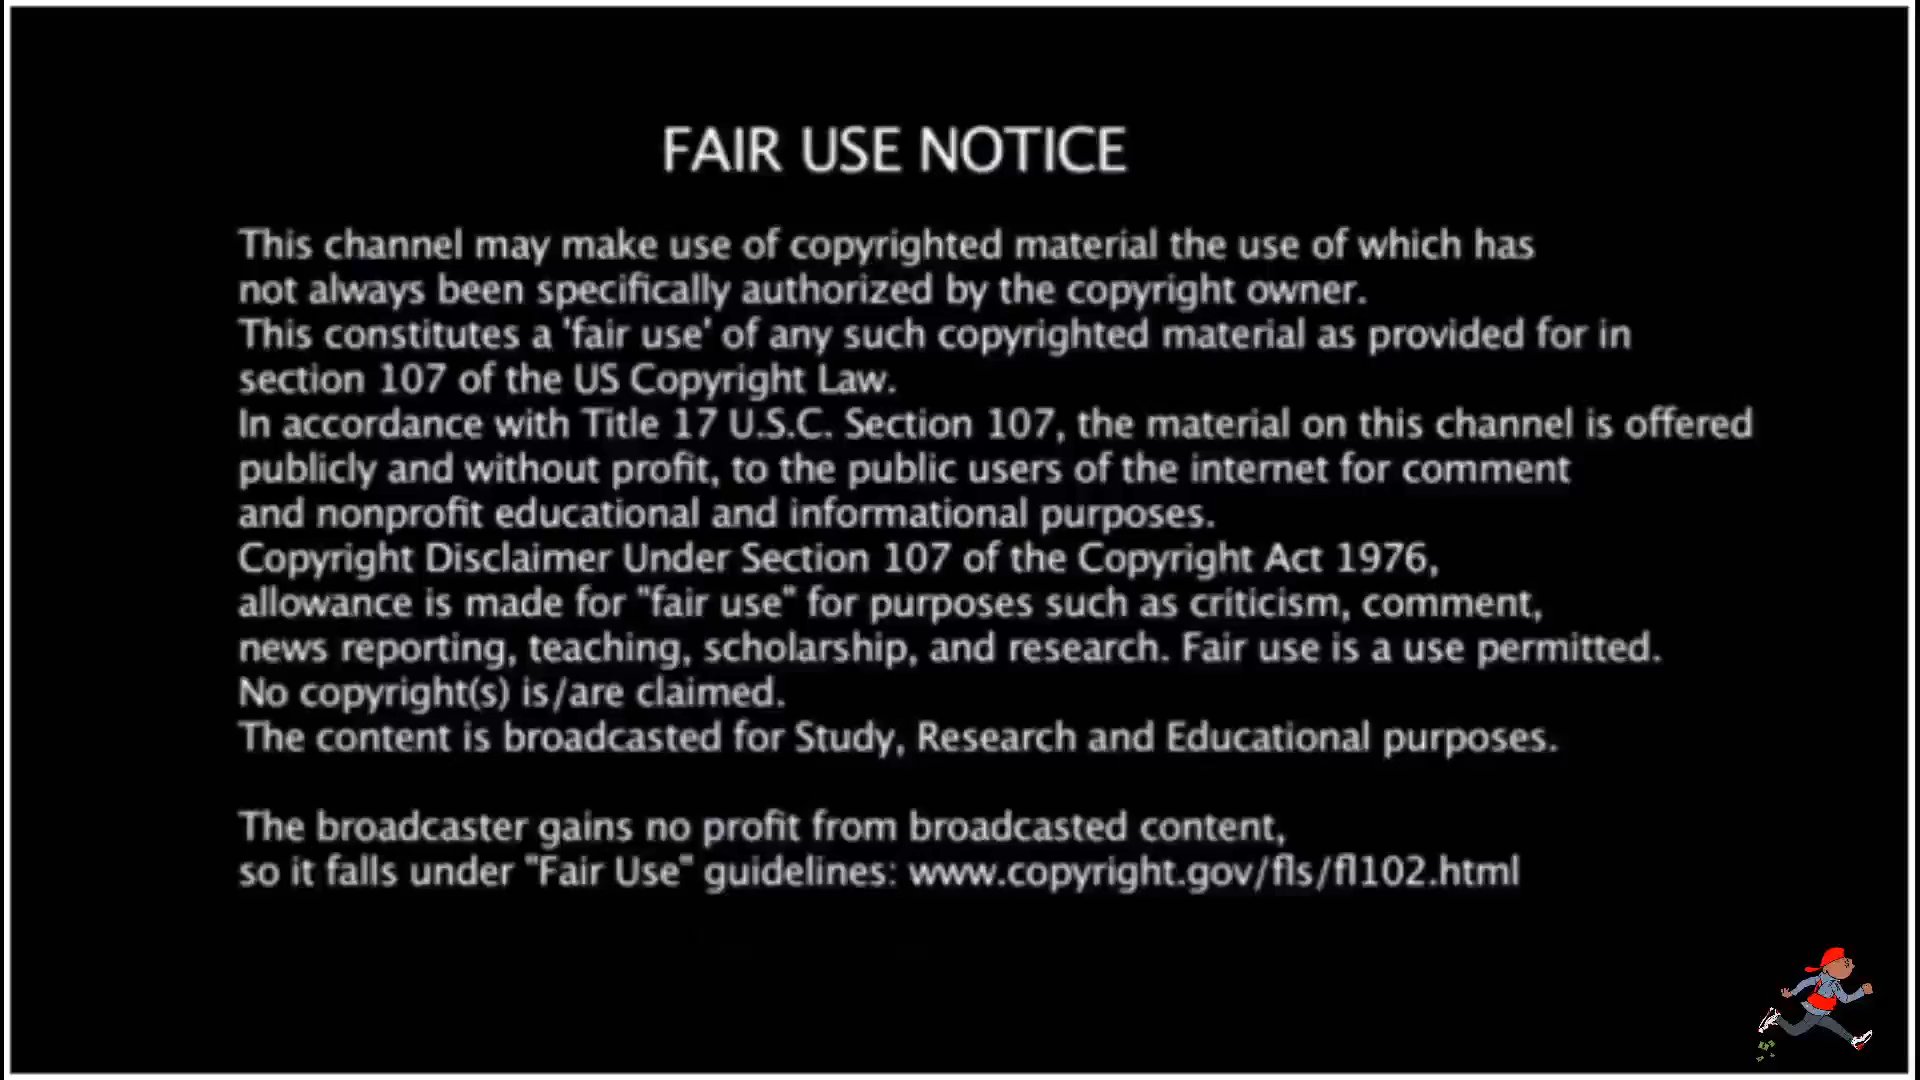 FAIR USE NOTICE
This channel may make use of copyrighted material the use of which has
not always been specifically authorized by the copyright owner.
This constitutes a 'fair use' of any such copyrighted material as provided for in
section 107 of the US Copyright Law.
In accordance with Title 17 U.S.C. Section 107, the material on this channel is offered
publicly and without profit, to the public users of the internet for comment
and nonprofit educational and informational purposes.
Copyright Disclaimer Under Section 107 of the Copyright Act 1976,
allowance is made for "fair use" for purposes such as criticism, comment,
news reporting, teaching, scholarship, and research. Fair use is a use permitted.
No copyright(s) is/are claimed.
The content is broadcasted for Study, Research and Educational purposes.
The broadcaster gains no profit from broadcasted content,
so it falls under "Fair Use" guidelines: www.copyright.gov/fls/fl102.html